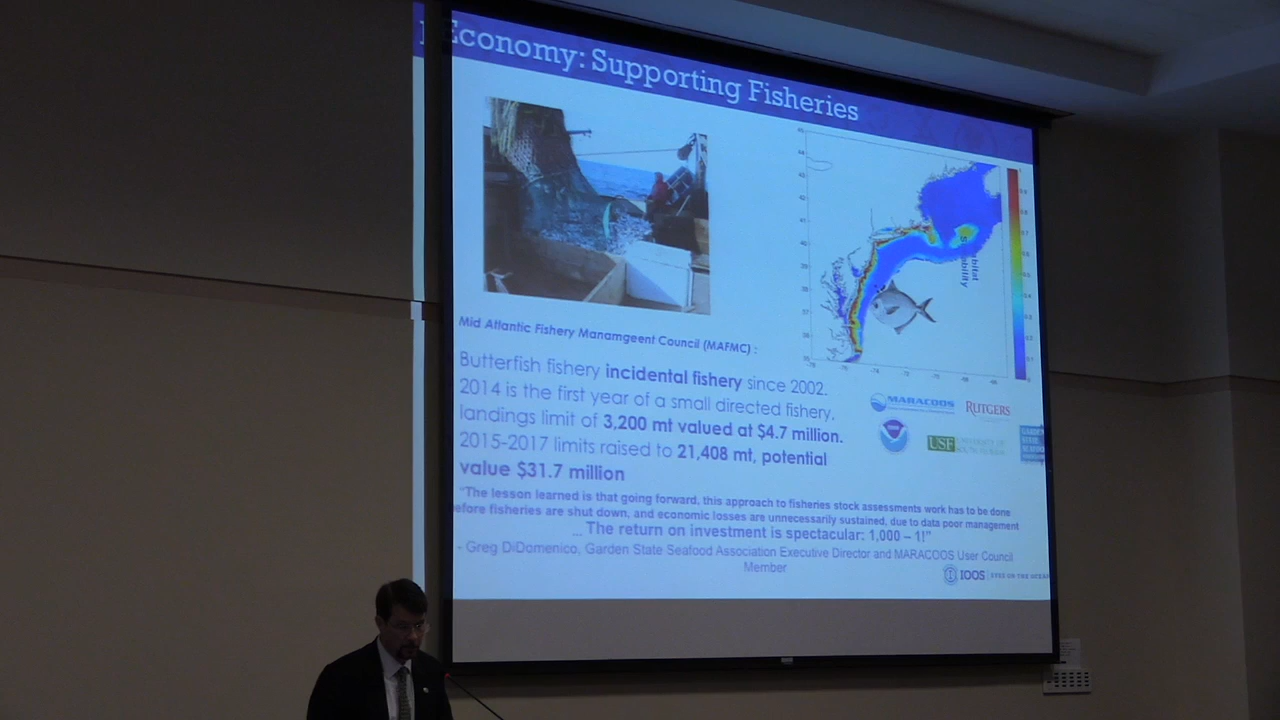 Economy: Supporting Fisheries
Mid Atlantic Fishery Manamgeent Council (MAFMC) :
Butterfish fishery incidental fishery since 2002.
2014 is the first year of a small directed fishery.
landings limit of 3,200 mt valued at $4.7 million.
2015-2017 limits raised to 21,408 mt, potential
value $31.7 million
MARACOOS
RUTGERS
USF UNIVERSITY OF
SOUTH FLORIDA
GARDEN
STATE
SEAFOOD
"The lesson learned is that going forward, this approach to fisheries stock assessments work has to be done
efore fisheries are shut down, and economic losses are unnecessarily sustained, due to data poor management
... The return on investment is spectacular: 1,000 – 1!"
- Greg DiDomenico, Garden State Seafood Association Executive Director and MARACOOS User Council
Member
IOOS EYES ON THE OCEAN